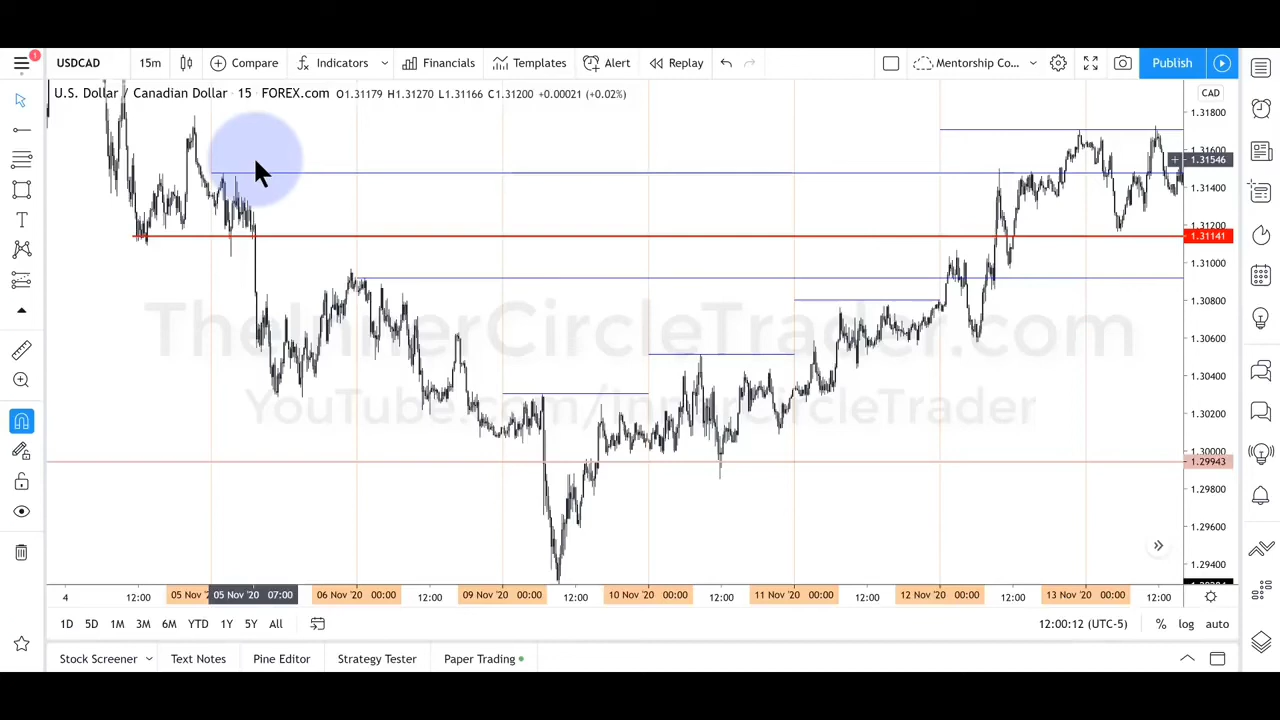 1
USDCAD 15m Compare Indicators Financials Templates Alert Replay Mentorship Co... Publish
U.S. Dollar / Canadian Dollar · 15 · FOREX.com O1.31179 H1.31270 L1.31166 C1.31200 +0.00021 (+0.02%)
CAD
1.31800
1.31600
1.31546
1.31400
1.31200
1.31141
1.31000
1.30800
1.30600
1.30400
1.30200
1.30000
1.29943
1.29800
1.29600
1.29400
TheInnerCircleTrader.com
YouTube.com/InnerCircleTrader
4 12:00 05 Nov '2 05 Nov '20 07:00 06 Nov '20 00:00 12:00 09 Nov '20 00:00 12:00 10 Nov '20 00:00 12:00 11 Nov '20 00:00 12:00 12 Nov '20 00:00 12:00 13 Nov '20 00:00 12:00
1D 5D 1M 3M 6M YTD 1Y 5Y All 12:00:12 (UTC-5) % log auto
Stock Screener Text Notes Pine Editor Strategy Tester Paper Trading